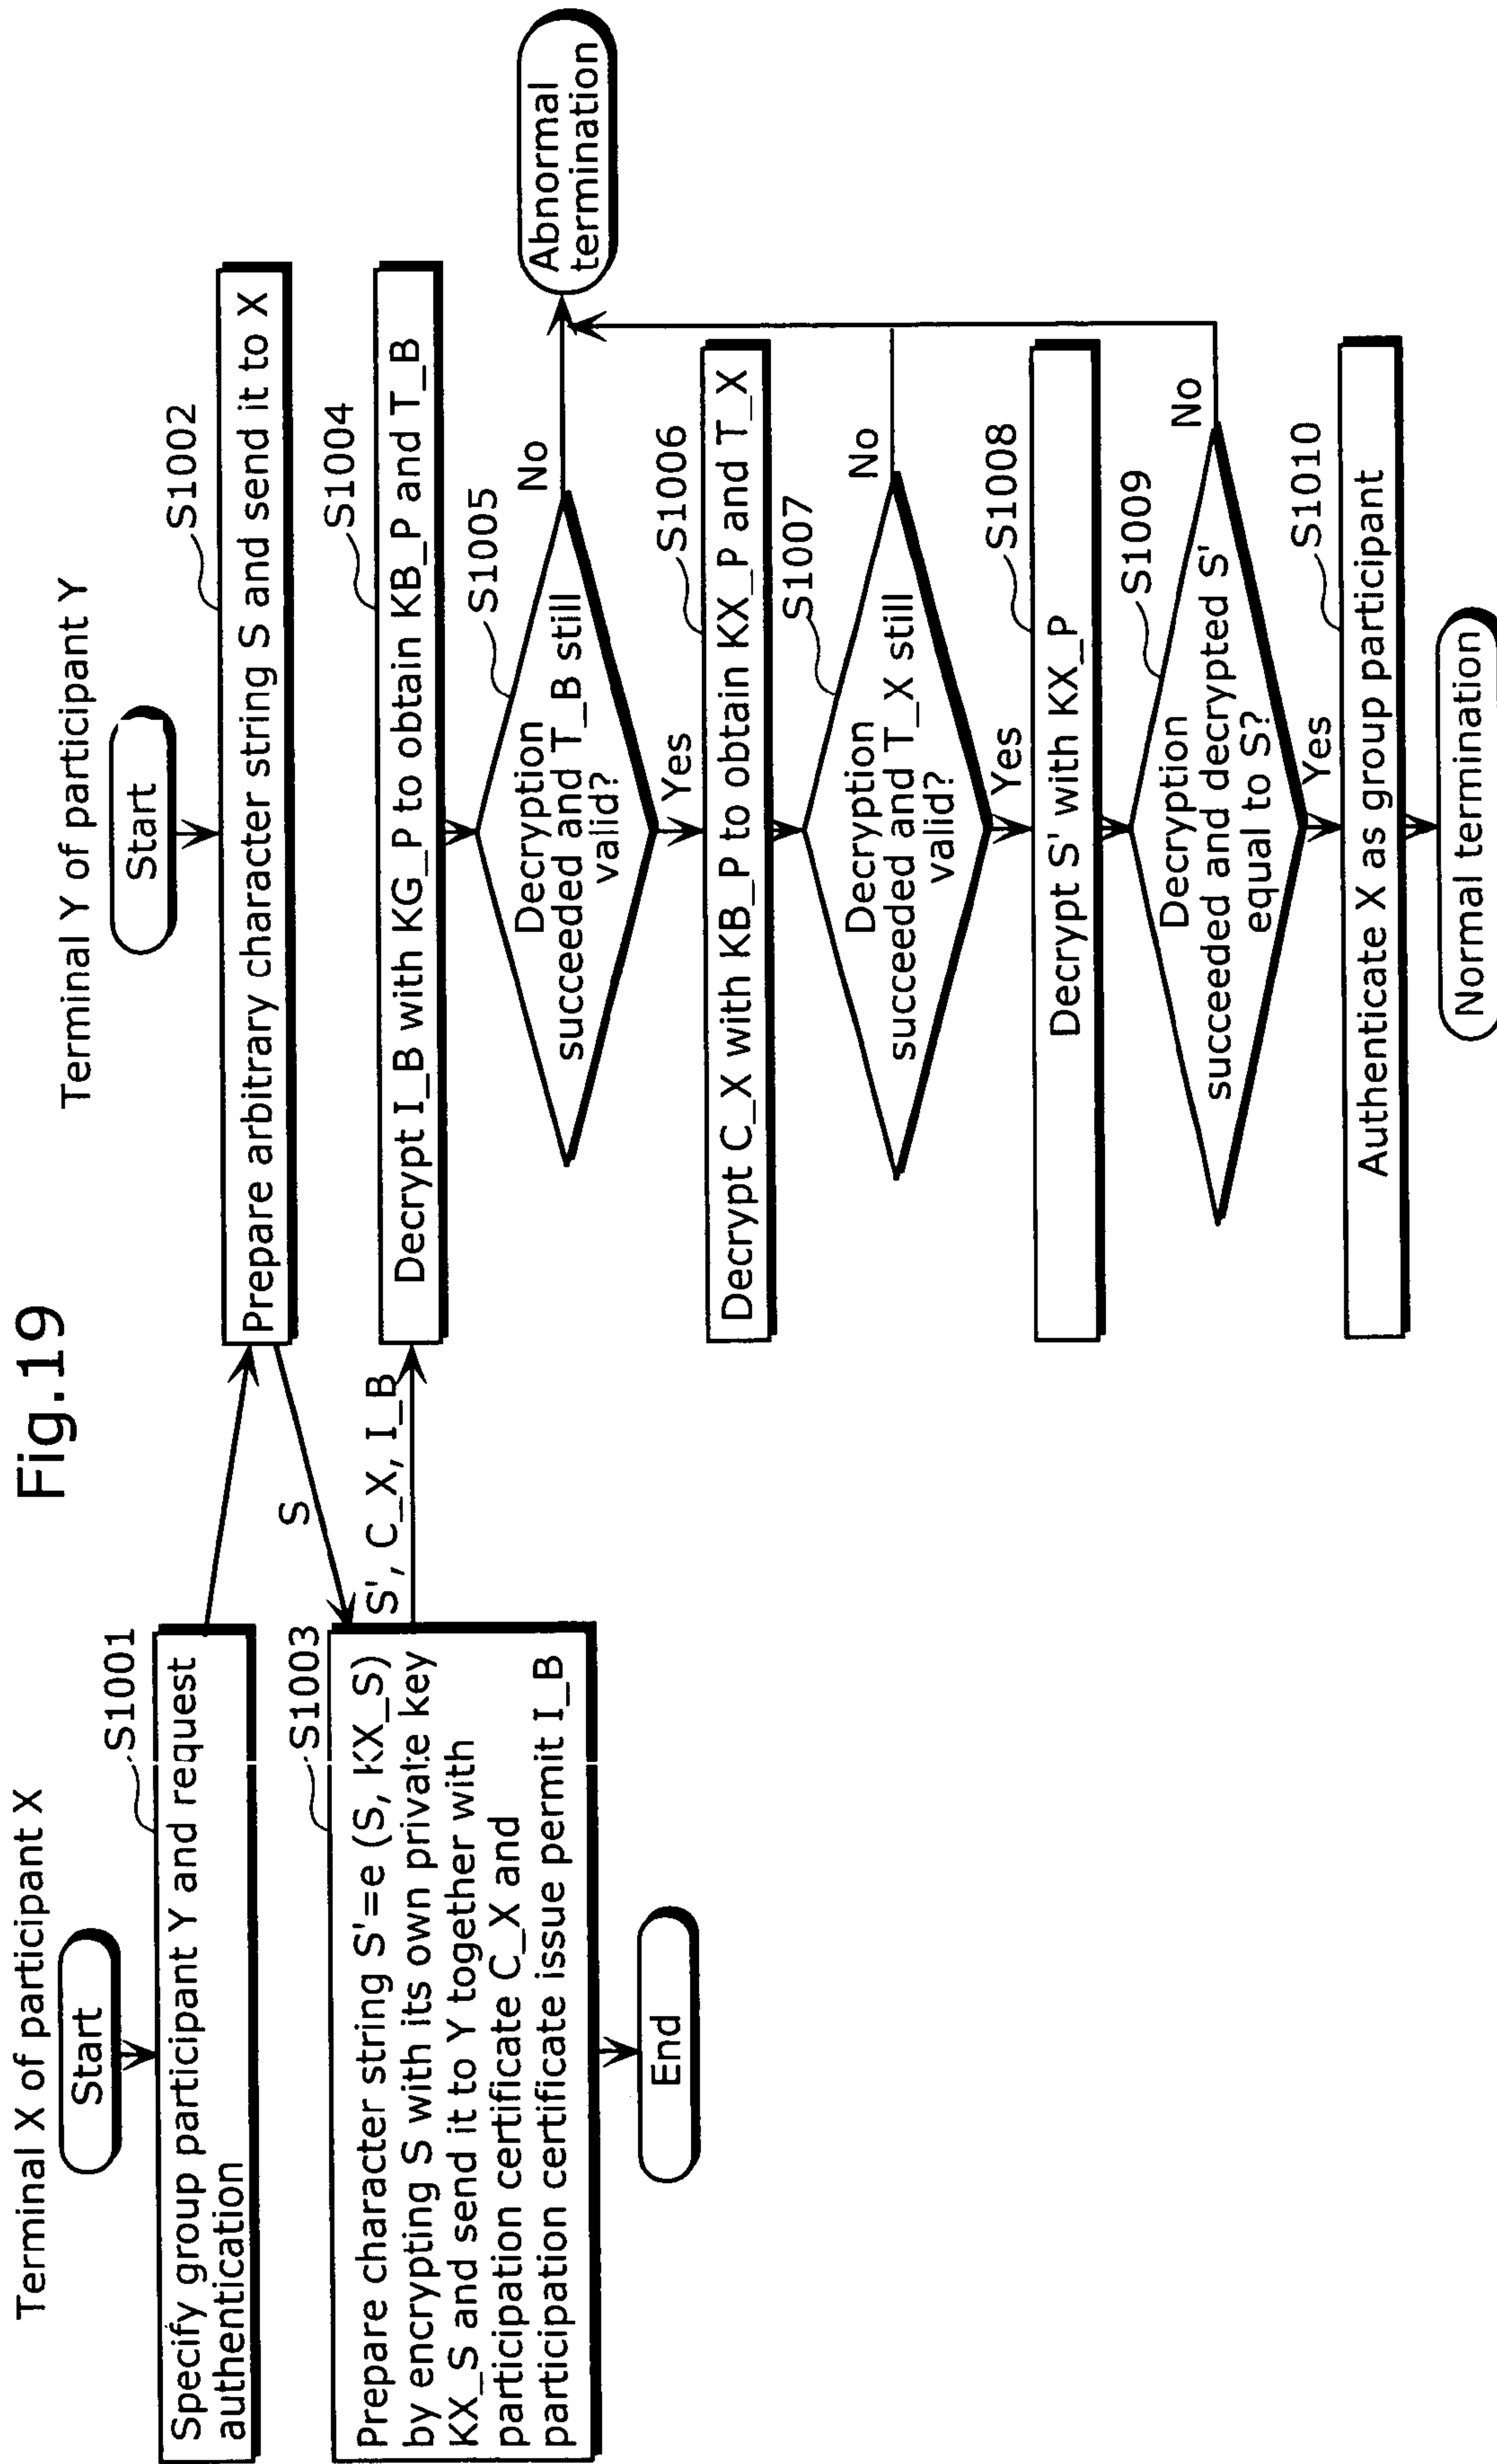 Fig.19
Terminal X of participant X
Start
S1001
Specify group participant Y and request
authentication
S
S1003
Prepare character string S'=e (S, KX_S)
by encrypting S with its own private key
KX_S and send it to Y together with
participation certificate C_X and
participation certificate issue permit I_B
S', C_X, I_B
End
Terminal Y of participant Y
Start
S1002
Prepare arbitrary character string S and send it to X
S1004
Decrypt I_B with KG_P to obtain KB_P and T_B
S1005
Decryption
succeeded and T_B still
valid?
No
Abnormal
termination
Yes
S1006
Decrypt C_X with KB_P to obtain KX_P and T_X
S1007
Decryption
succeeded and T_X still
valid?
No
Yes
S1008
Decrypt S' with KX_P
S1009
Decryption
succeeded and decrypted S'
equal to S?
No
Yes
S1010
Authenticate X as group participant
Normal termination